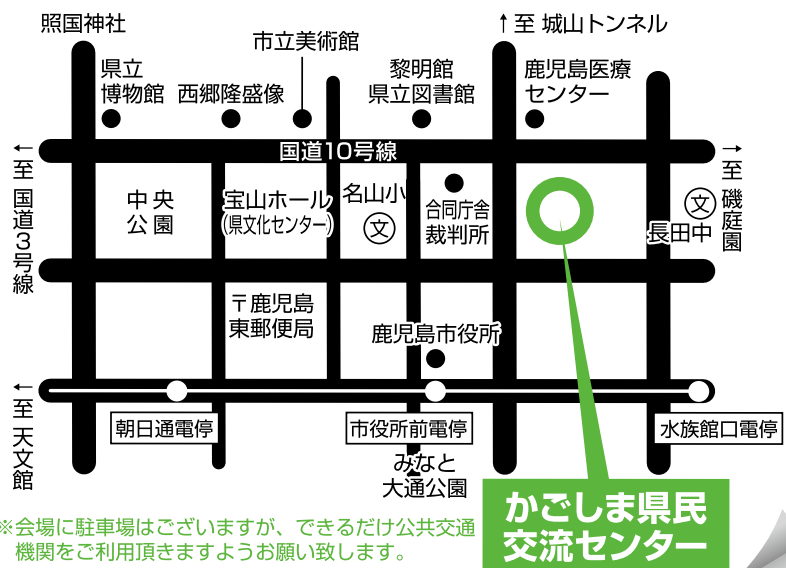 照国神社
↑至 城山トンネル
市立美術館
県立
博物館
西郷隆盛像
黎明館
県立図書館
鹿児島医療
センター
国道10号線
←至 国道3号線
→至 磯庭園
中央
公園
宝山ホール
(県文化センター)
名山小
文
合同庁舎
裁判所
文
長田中
〒鹿児島
東郵便局
鹿児島市役所
←至 天文館
朝日通電停
市役所前電停
水族館口電停
みなと
大通公園
かごしま県民
交流センター
※会場に駐車場はございますが、できるだけ公共交通
機関をご利用頂きますようお願い致します。